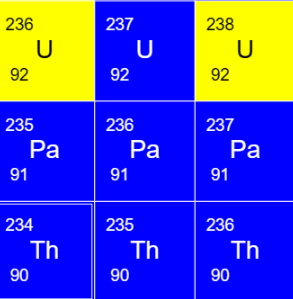 236 237 238
U U U
92 92 92
235 236 237
Pa Pa Pa
91 91 91
234 235 236
Th Th Th
90 90 90